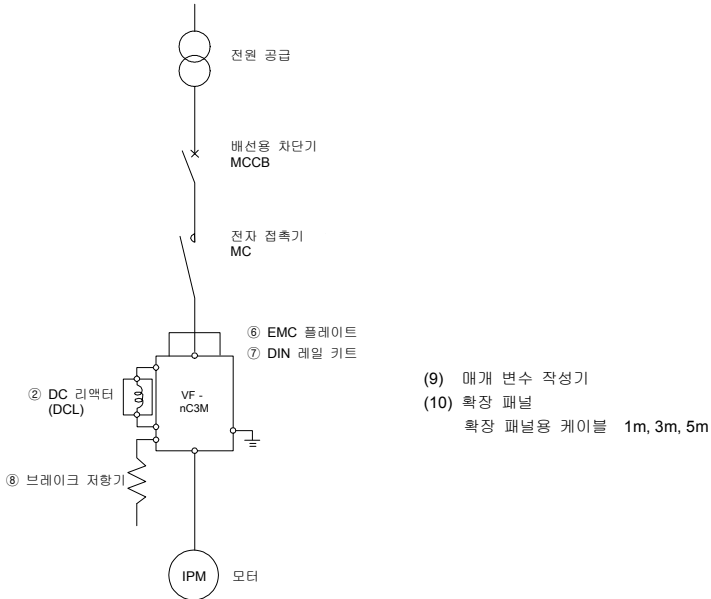 전원 공급
배선용 차단기
MCCB
전자 접촉기
MC
⑥ EMC 플레이트
⑦ DIN 레일 키트
② DC 리액터
(DCL)
VF -
nC3M
⑧ 브레이크 저항기
IPM
모터
(9) 매개 변수 작성기
(10) 확장 패널
확장 패널용 케이블 1m, 3m, 5m